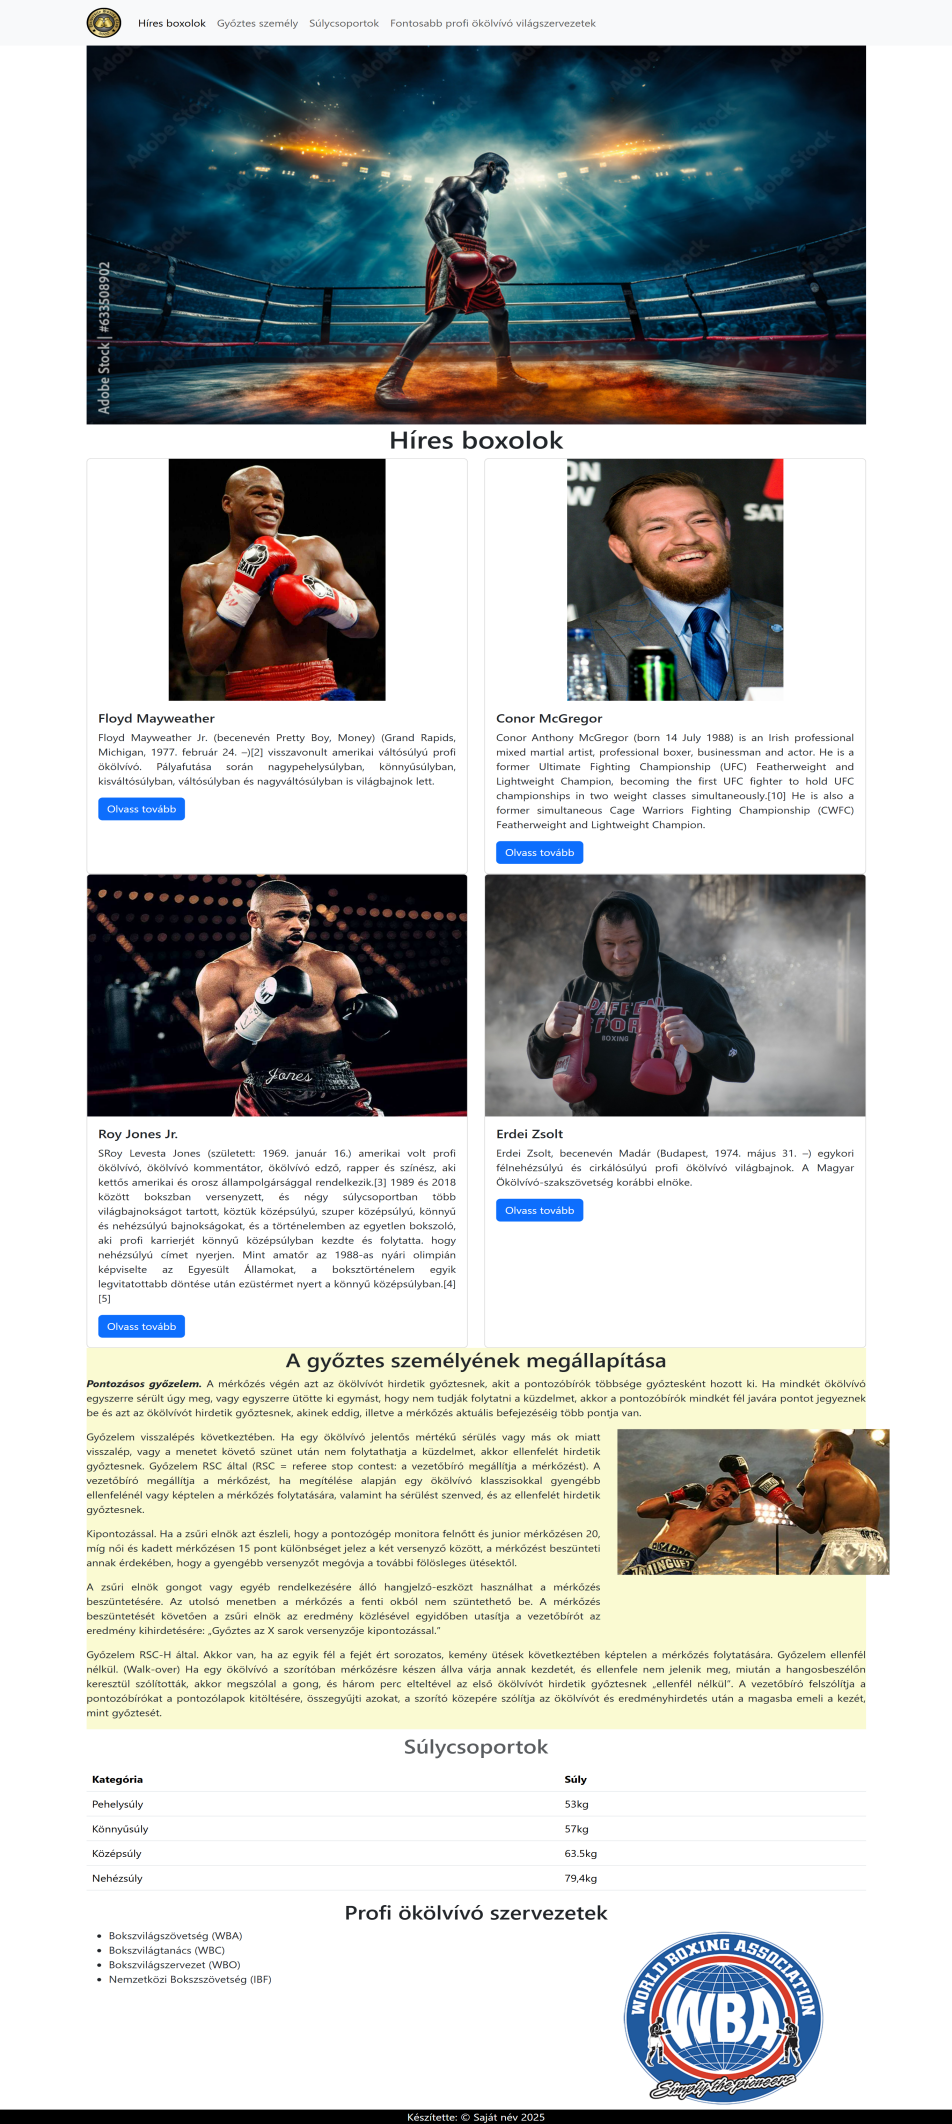 Híres boxolok Győztes személy Súlycsoportok Fontosabb profi ökölvívó világszervezetek
Adobe Stock | #633508902
Híres boxolok
GRANT
ON
W
SAT
Floyd Mayweather
Floyd Mayweather Jr. (becenevén Pretty Boy, Money) (Grand Rapids,
Michigan, 1977. február 24. –)[2] visszavonult amerikai váltósúlyú profi
ökölvívó. Pályafutása során nagypehelysúlyban, könnyűsúlyban,
kisváltósúlyban, váltósúlyban és nagyváltósúlyban is világbajnok lett.
Olvass tovább
Conor McGregor
Conor Anthony McGregor (born 14 July 1988) is an Irish professional
mixed martial artist, professional boxer, businessman and actor. He is a
former Ultimate Fighting Championship (UFC) Featherweight and
Lightweight Champion, becoming the first UFC fighter to hold UFC
championships in two weight classes simultaneously.[10] He is also a
former simultaneous Cage Warriors Fighting Championship (CWFC)
Featherweight and Lightweight Champion.
Olvass tovább
Jones
BOXING
Roy Jones Jr.
SRoy Levesta Jones (született: 1969. január 16.) amerikai volt profi
ökölvívó, ökölvívó kommentátor, ökölvívó edző, rapper és színész, aki
kettős amerikai és orosz állampolgársággal rendelkezik.[3] 1989 és 2018
között bokszban versenyzett, és négy súlycsoportban több
világbajnokságot tartott, köztük középsúlyú, szuper középsúlyú, könnyű
és nehézsúlyú bajnokságokat, és a történelemben az egyetlen bokszoló,
aki profi karrierjét könnyű középsúlyban kezdte és folytatta. hogy
nehézsúlyú címet nyerjen. Mint amatőr az 1988-as nyári olimpián
képviselte az Egyesült Államokat, a boksztörténelem egyik
legvitatottabb döntése után ezüstérmet nyert a könnyű középsúlyban.[4]
[5]
Olvass tovább
Erdei Zsolt
Erdei Zsolt, becenevén Madár (Budapest, 1974. május 31. –) egykori
félnehézsúlyú és cirkálósúlyú profi ökölvívó világbajnok. A Magyar
Ökölvívó-szakszövetség korábbi elnöke.
Olvass tovább
A győztes személyének megállapítása
Pontozásos győzelem. A mérkőzés végén azt az ökölvívót hirdetik győztesnek, akit a pontozóbírók többsége győztesként hozott ki. Ha mindkét ökölvívó
egyszerre sérült úgy meg, vagy egyszerre ütötte ki egymást, hogy nem tudják folytatni a küzdelmet, akkor a pontozóbírók mindkét fél javára pontot jegyeznek
be és azt az ökölvívót hirdetik győztesnek, akinek eddig, illetve a mérkőzés aktuális befejezéséig több pontja van.
Győzelem visszalépés következtében. Ha egy ökölvívó jelentős mértékű sérülés vagy más ok miatt
visszalép, vagy a menetet követő szünet után nem folytathatja a küzdelmet, akkor ellenfelét hirdetik
győztesnek. Győzelem RSC által (RSC = referee stop contest: a vezetőbíró megállítja a mérkőzést). A
vezetőbíró megállítja a mérkőzést, ha megítélése alapján egy ökölvívó klasszisokkal gyengébb
ellenfelénél vagy képtelen a mérkőzés folytatására, valamint ha sérülést szenved, és az ellenfelét hirdetik
győztesnek.
Kipontozással. Ha a zsűri elnök azt észleli, hogy a pontozógép monitora felnőtt és junior mérkőzésen 20,
míg női és kadett mérkőzésen 15 pont különbséget jelez a két versenyző között, a mérkőzést beszünteti
annak érdekében, hogy a gyengébb versenyzőt megóvja a további fölösleges ütésektől.
A zsűri elnök gongot vagy egyéb rendelkezésére álló hangjelző-eszközt használhat a mérkőzés
beszüntetésére. Az utolsó menetben a mérkőzés a fenti okból nem szüntethető be. A mérkőzés
beszüntetését követően a zsűri elnök az eredmény közlésével egyidőben utasítja a vezetőbírót az
eredmény kihirdetésére: „Győztes az X sarok versenyzője kipontozással.”
Győzelem RSC-H által. Akkor van, ha az egyik fél a fejét ért sorozatos, kemény ütések következtében képtelen a mérkőzés folytatására. Győzelem ellenfél
nélkül. (Walk-over) Ha egy ökölvívó a szorítóban mérkőzésre készen állva várja annak kezdetét, és ellenfele nem jelenik meg, miután a hangosbeszélőn
keresztül szólították, akkor megszólal a gong, és három perc elteltével az első ökölvívót hirdetik győztesnek „ellenfél nélkül”. A vezetőbíró felszólítja a
pontozóbírókat a pontozólapok kitöltésére, összegyűjti azokat, a szorító közepére szólítja az ökölvívót és eredményhirdetés után a magasba emeli a kezét,
mint győztesét.
Súlycsoportok
Kategória Súly
Pehelysúly 53kg
Könnyűsúly 57kg
Középsúly 63.5kg
Nehézsúly 79,4kg
Profi ökölvívó szervezetek
Bokszvilágszövetség (WBA)
Bokszvilágtanács (WBC)
Bokszvilágszervezet (WBO)
Nemzetközi Bokszszövetség (IBF)
WORLD BOXING ASSOCIATION
WBA
Simply the pioneers
Készítette: © Saját név 2025